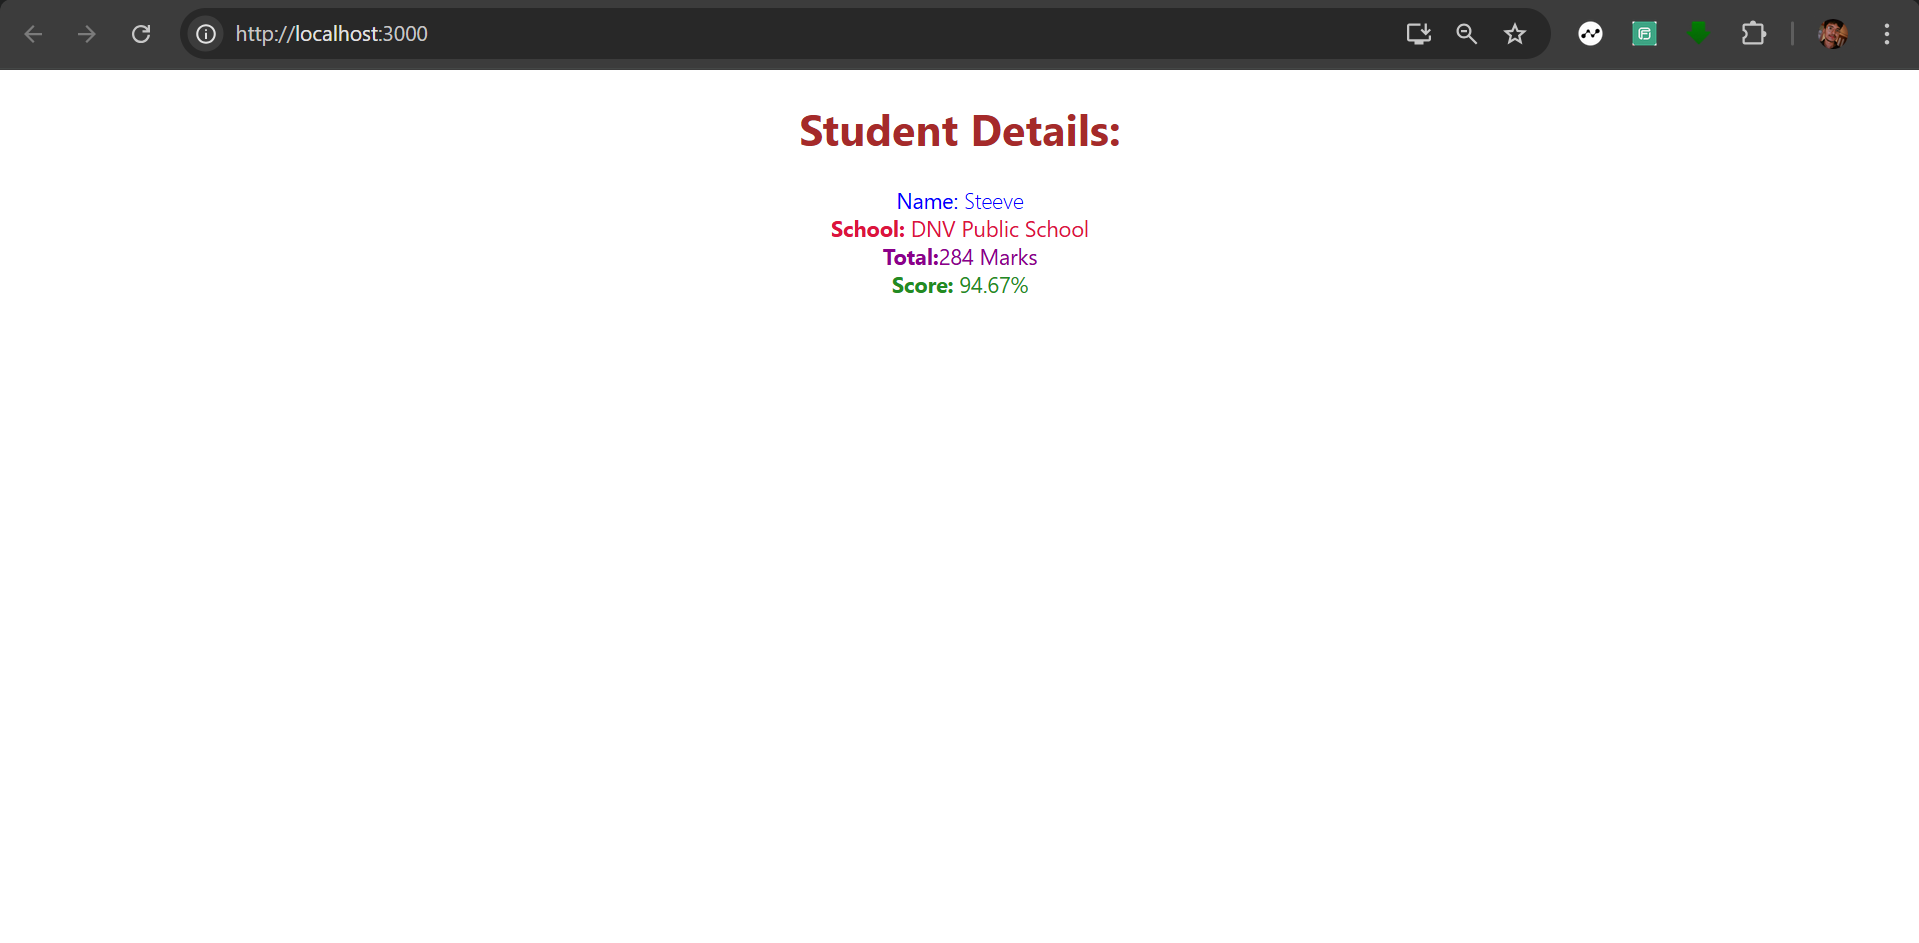 http://localhost:3000
Student Details:
Name: Steeve
School: DNV Public School
Total:284 Marks
Score: 94.67%